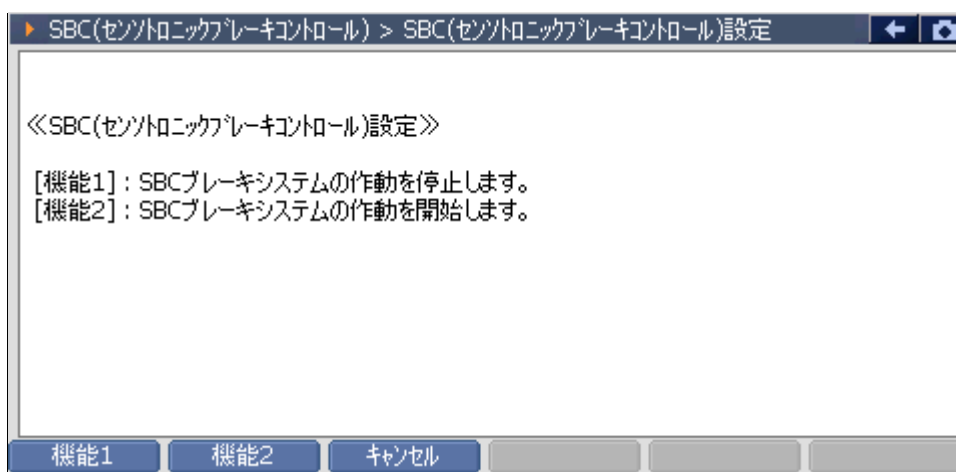 SBC(ｾﾝｿﾄﾛﾆｯｸﾌﾞﾚｰｷｺﾝﾄﾛｰﾙ) > SBC(ｾﾝｿﾄﾛﾆｯｸﾌﾞﾚｰｷｺﾝﾄﾛｰﾙ)設定
≪SBC(ｾﾝｿﾄﾛﾆｯｸﾌﾞﾚｰｷｺﾝﾄﾛｰﾙ)設定≫
[機能1] : SBCブレーキシステムの作動を停止します。
[機能2] : SBCブレーキシステムの作動を開始します。
機能1 機能2 ｷｬﾝｾﾙ